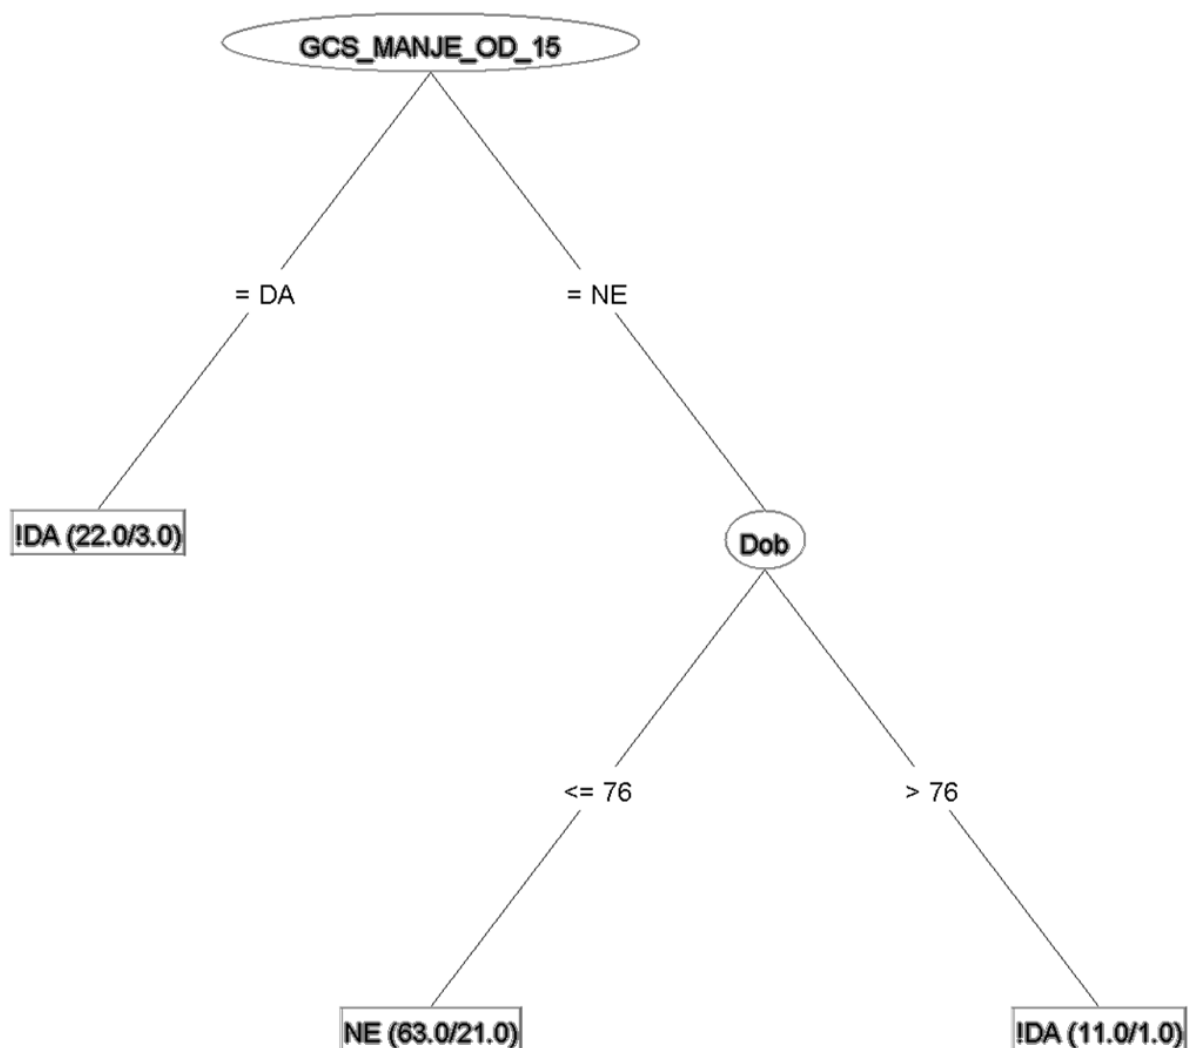 GCS_MANJE_OD_15
= DA
= NE
!DA (22.0/3.0)
Dob
<= 76
> 76
NE (63.0/21.0)
!DA (11.0/1.0)